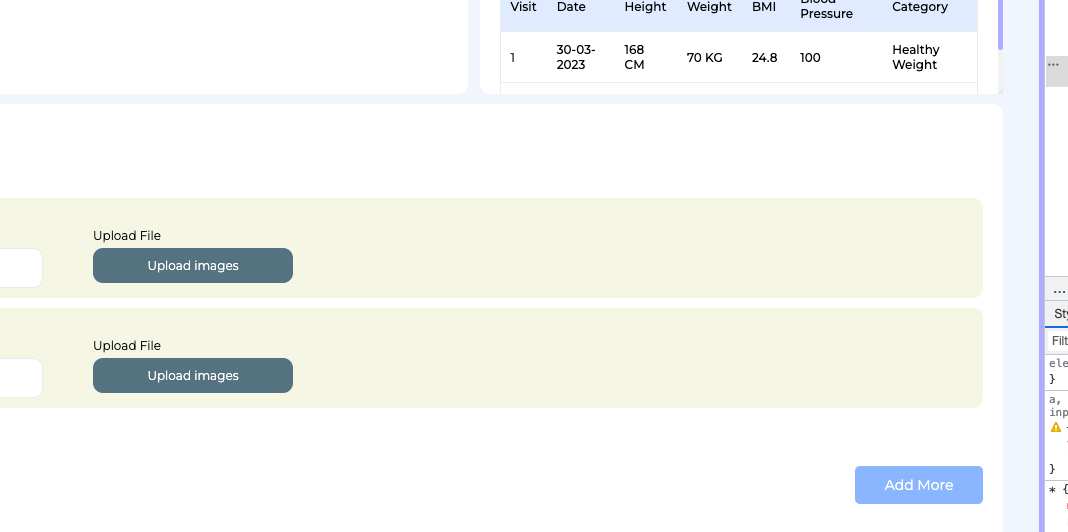 Visit Date Height Weight BMI Blood Pressure Category
1 30-03-2023 168 CM 70 KG 24.8 100 Healthy Weight
Upload File
Upload images
Upload File
Upload images
Add More
...
...
Sty
Filt
ele
}
a,
inp
}
* {